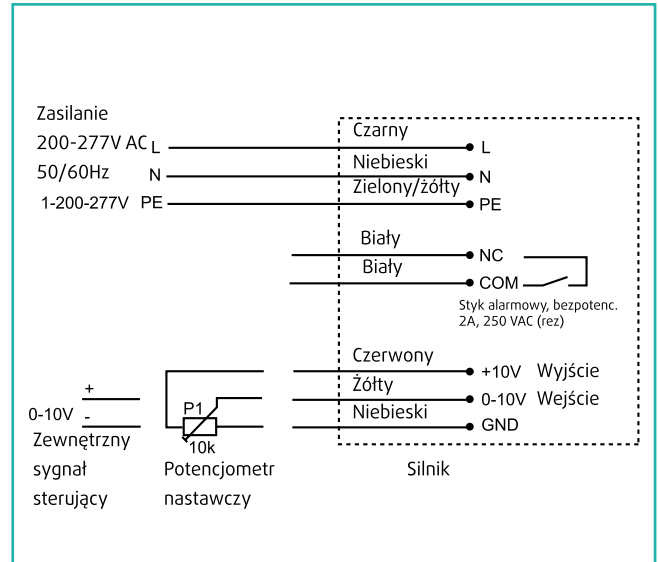 Zasilanie
200-277V AC L
50/60Hz N
1-200-277V PE
Czarny
L
Niebieski
N
Zielony/żółty
PE
Biały
NC
Biały
COM
Styk alarmowy, bezpotenc.
2A, 250 VAC (rez)
Czerwony
+10V Wyjście
Żółty
0-10V Wejście
Niebieski
GND
+
0-10V
-
P1
10k
Zewnętrzny
sygnał
sterujący
Potencjometr
nastawczy
Silnik